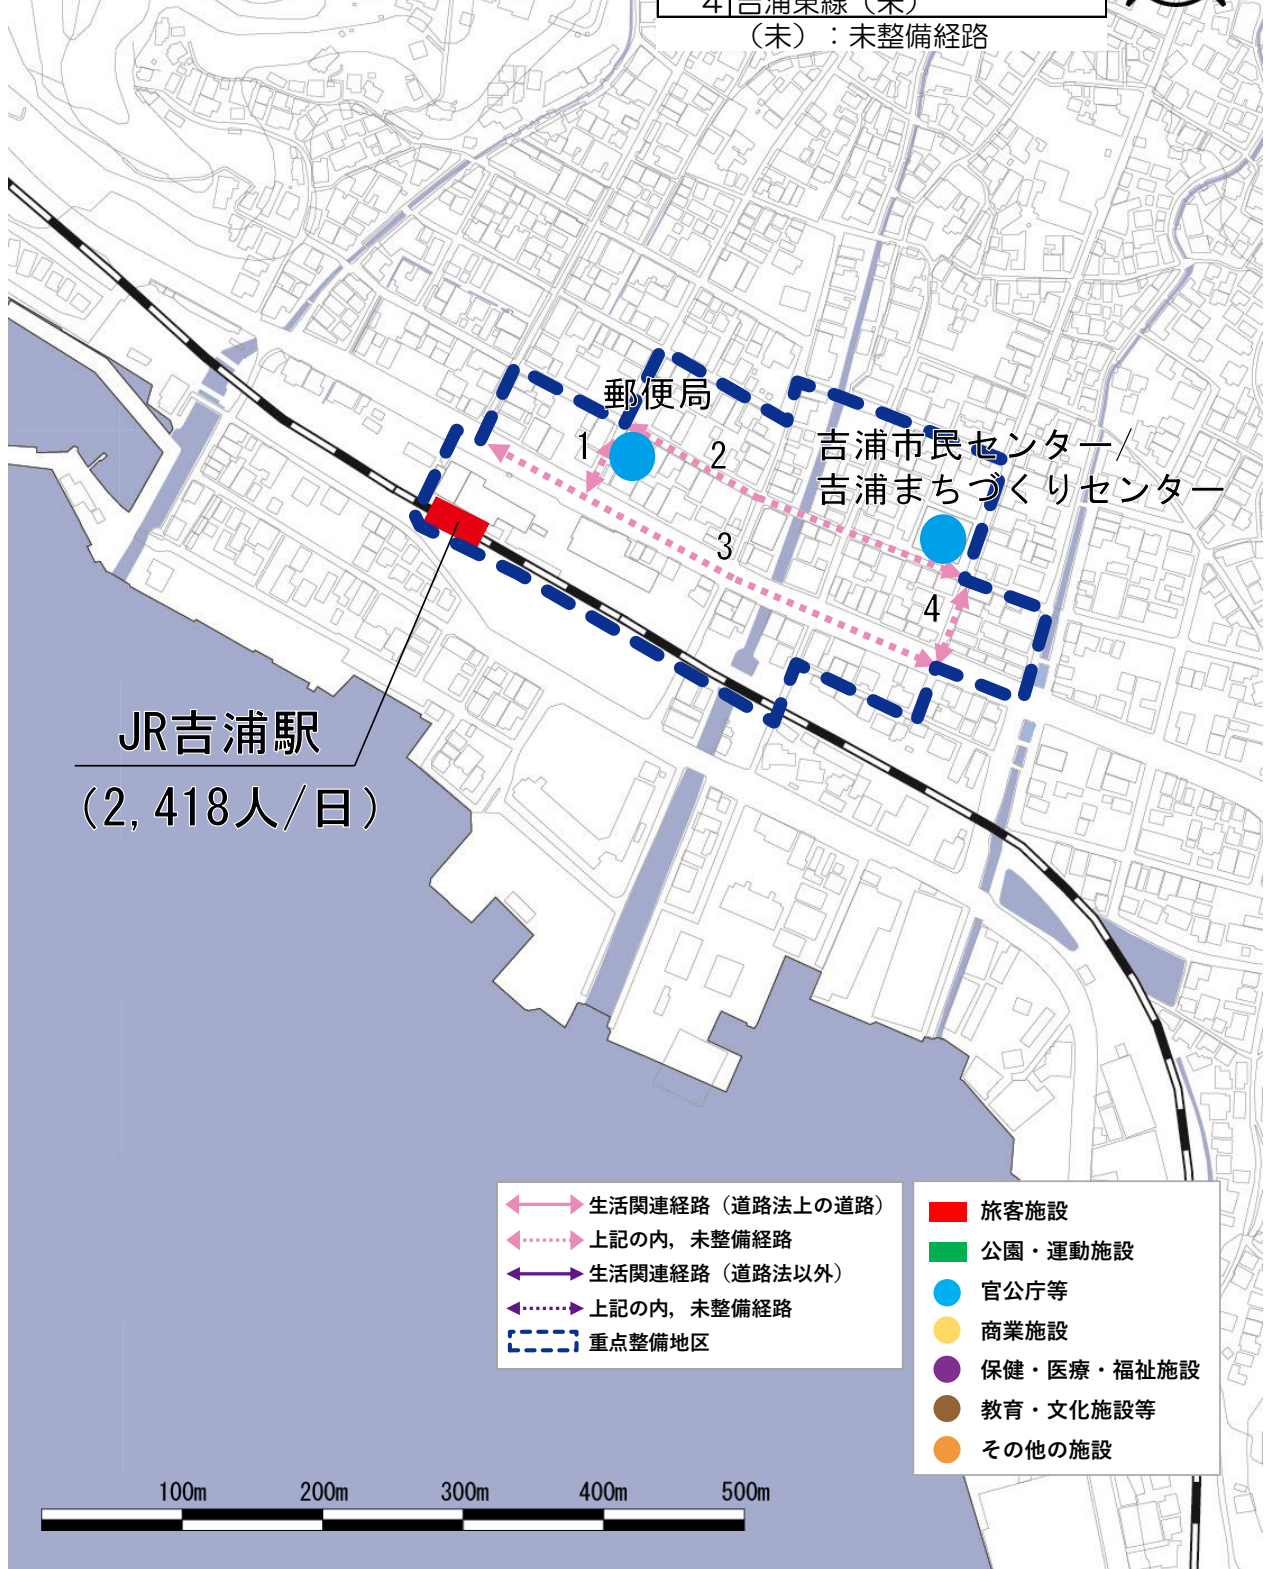 4 吉浦東線（未）
（未）：未整備経路
郵便局
1
2
吉浦市民センター/
吉浦まちづくりセンター
3
4
JR吉浦駅
(2,418人/日)
生活関連経路（道路法上の道路）
上記の内，未整備経路
生活関連経路（道路法以外）
上記の内，未整備経路
重点整備地区
旅客施設
公園・運動施設
官公庁等
商業施設
保健・医療・福祉施設
教育・文化施設等
その他の施設
100m 200m 300m 400m 500m